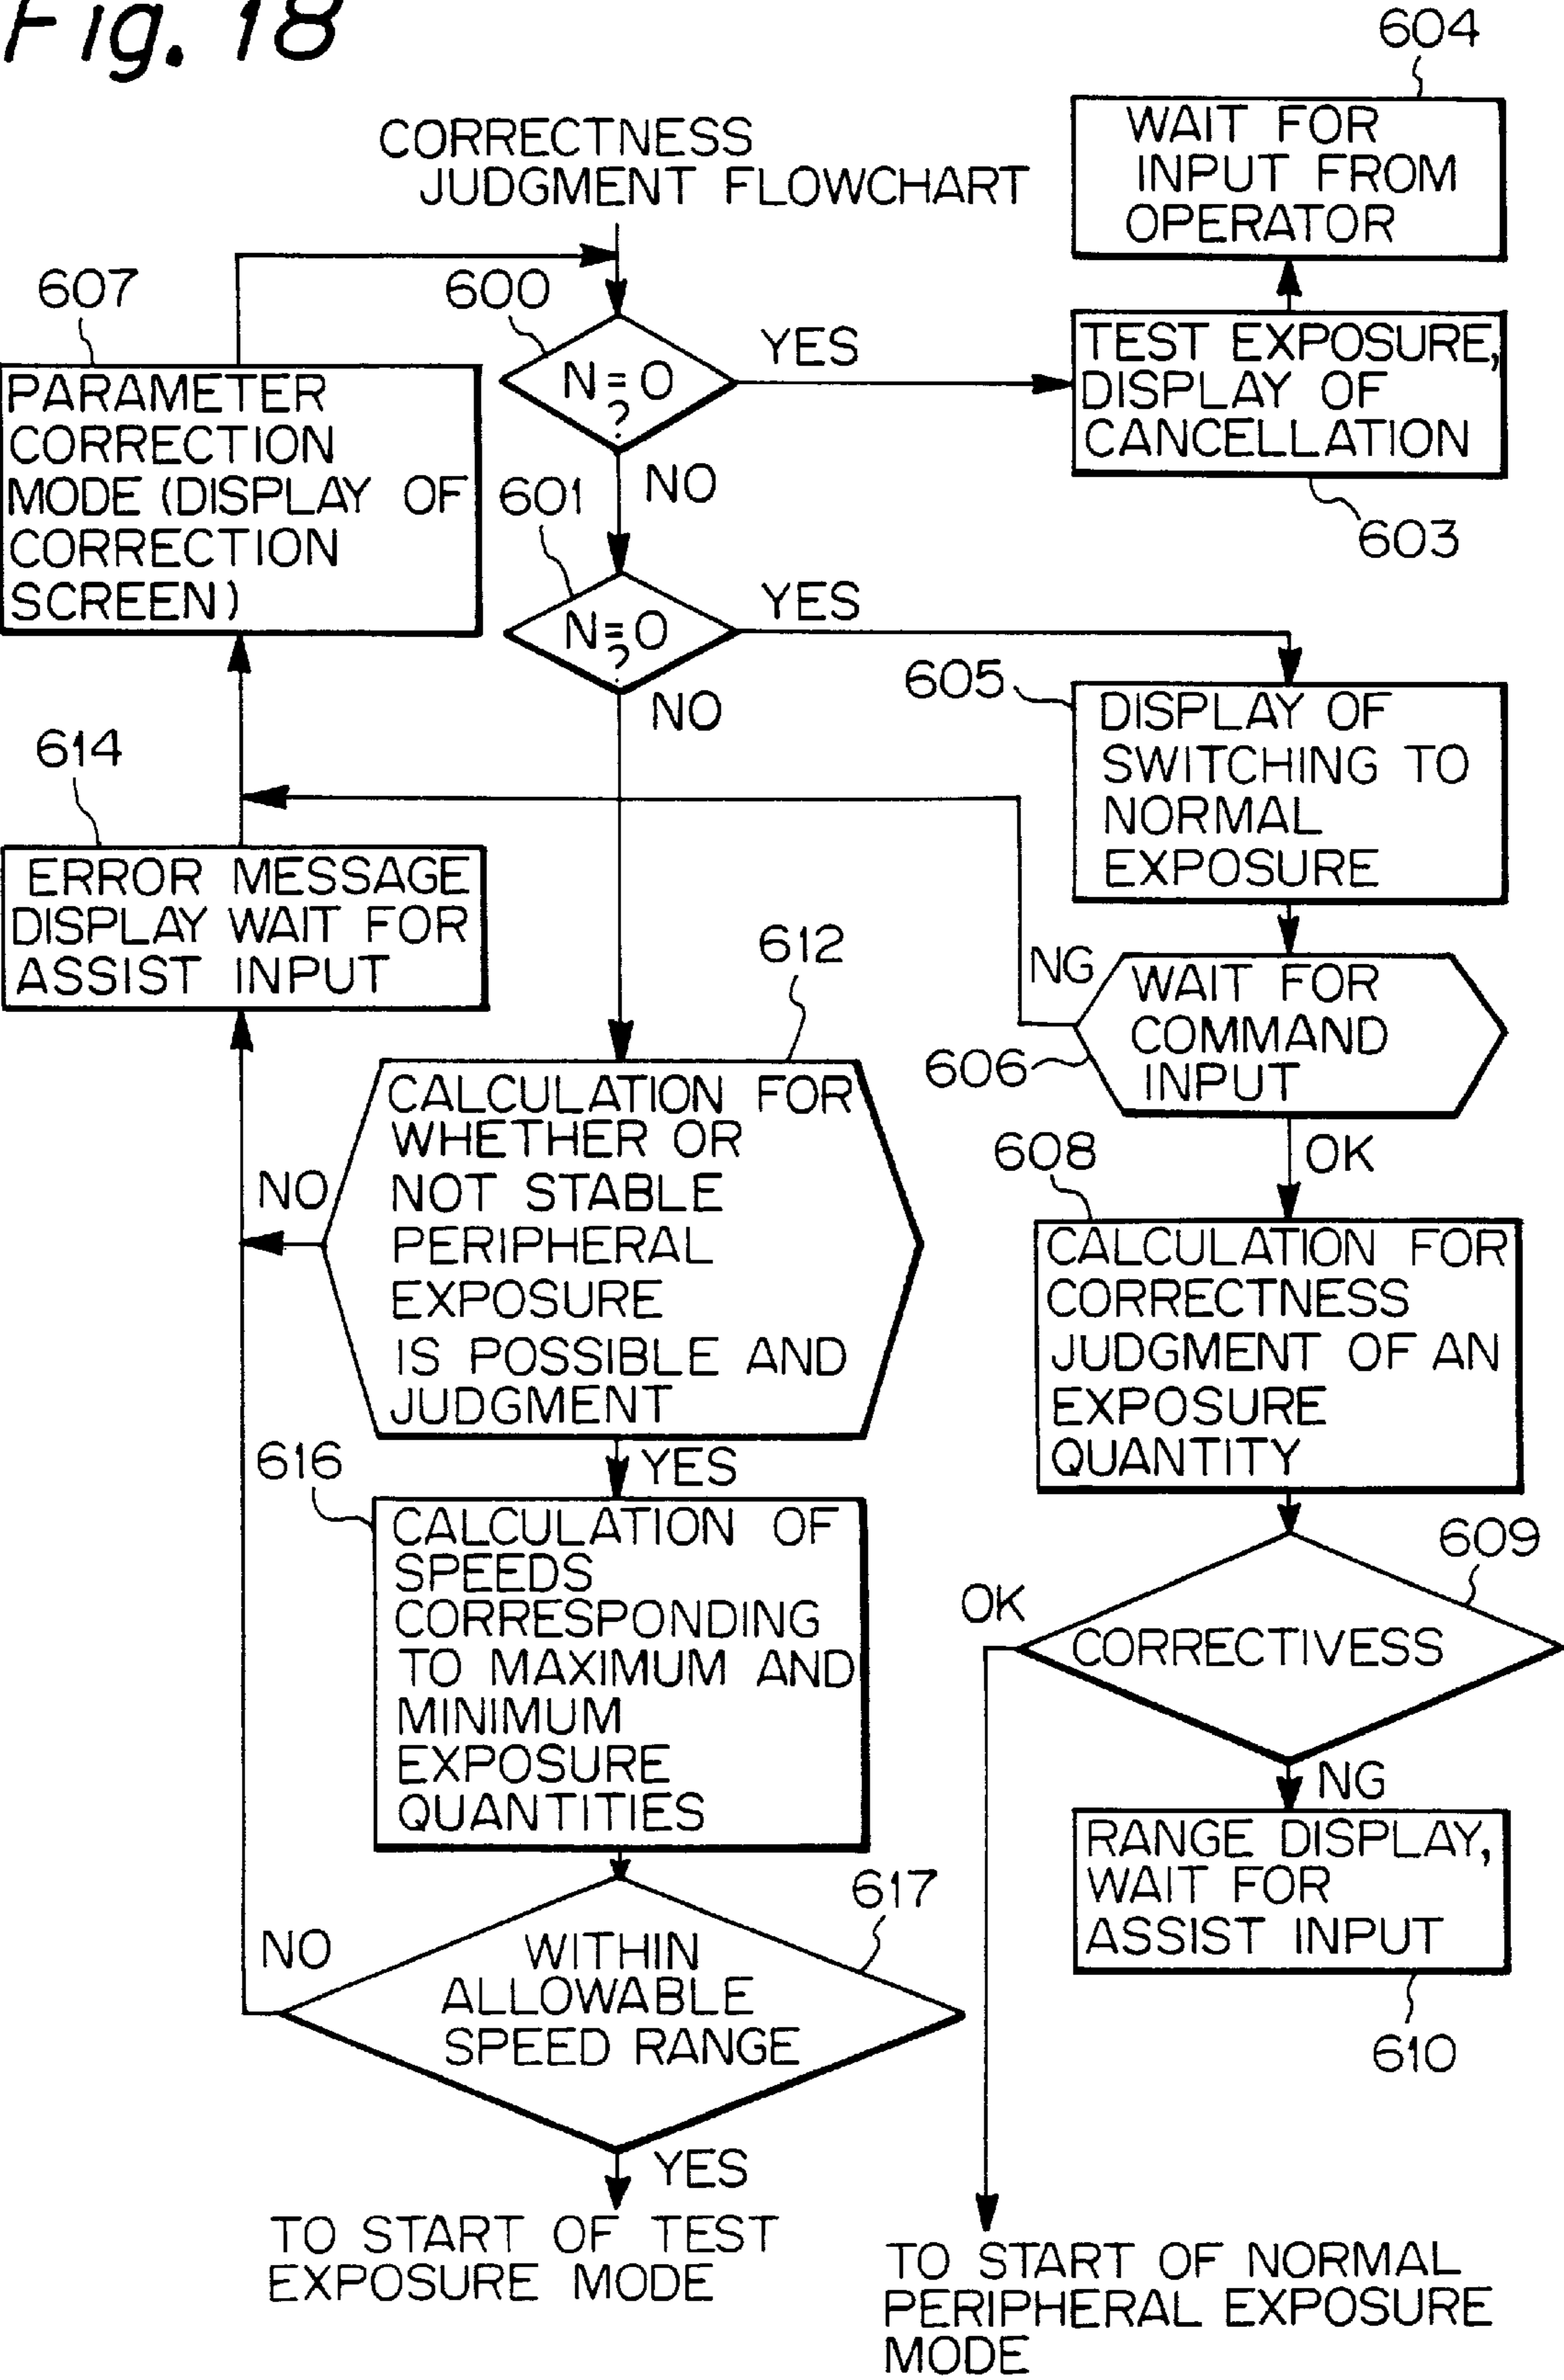 Fig. 18
604
WAIT FOR
INPUT FROM
OPERATOR
CORRECTNESS
JUDGMENT FLOWCHART
607
600
N=0
?
YES
TEST EXPOSURE,
DISPLAY OF
CANCELLATION
603
PARAMETER
CORRECTION
MODE (DISPLAY OF
CORRECTION
SCREEN)
NO
601
N=0
?
YES
NO
605
DISPLAY OF
SWITCHING TO
NORMAL
EXPOSURE
614
ERROR MESSAGE
DISPLAY WAIT FOR
ASSIST INPUT
612
NG
WAIT FOR
COMMAND
INPUT
606
OK
CALCULATION FOR
WHETHER OR
NOT STABLE
PERIPHERAL
EXPOSURE
IS POSSIBLE AND
JUDGMENT
NO
YES
608
CALCULATION FOR
CORRECTNESS
JUDGMENT OF AN
EXPOSURE
QUANTITY
616
CALCULATION OF
SPEEDS
CORRESPONDING
TO MAXIMUM AND
MINIMUM
EXPOSURE
QUANTITIES
609
OK
CORRECTIVESS
NG
RANGE DISPLAY,
WAIT FOR
ASSIST INPUT
610
617
NO
WITHIN
ALLOWABLE
SPEED RANGE
YES
TO START OF TEST
EXPOSURE MODE
TO START OF NORMAL
PERIPHERAL EXPOSURE
MODE